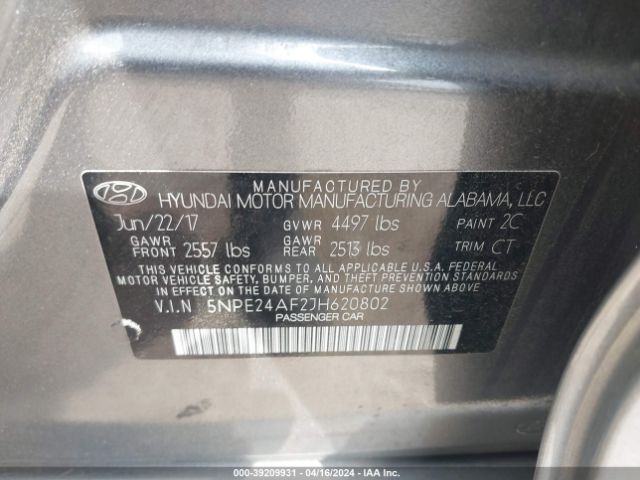 MANUFACTURED BY
HYUNDAI MOTOR MANUFACTURING ALABAMA, LLC
Jun/22/17 GVWR 4497 lbs PAINT 2C
GAWR FRONT 2557 lbs GAWR REAR 2513 lbs TRIM CT
THIS VEHICLE CONFORMS TO ALL APPLICABLE U.S.A. FEDERAL
MOTOR VEHICLE SAFETY, BUMPER, AND THEFT PREVENTION STANDARDS
IN EFFECT ON THE DATE OF MANUFACTURE SHOWN ABOVE.
V.I.N 5NPE24AF2JH620802
PASSENGER CAR
000-39209931 - 04/16/2024 - IAA Inc.